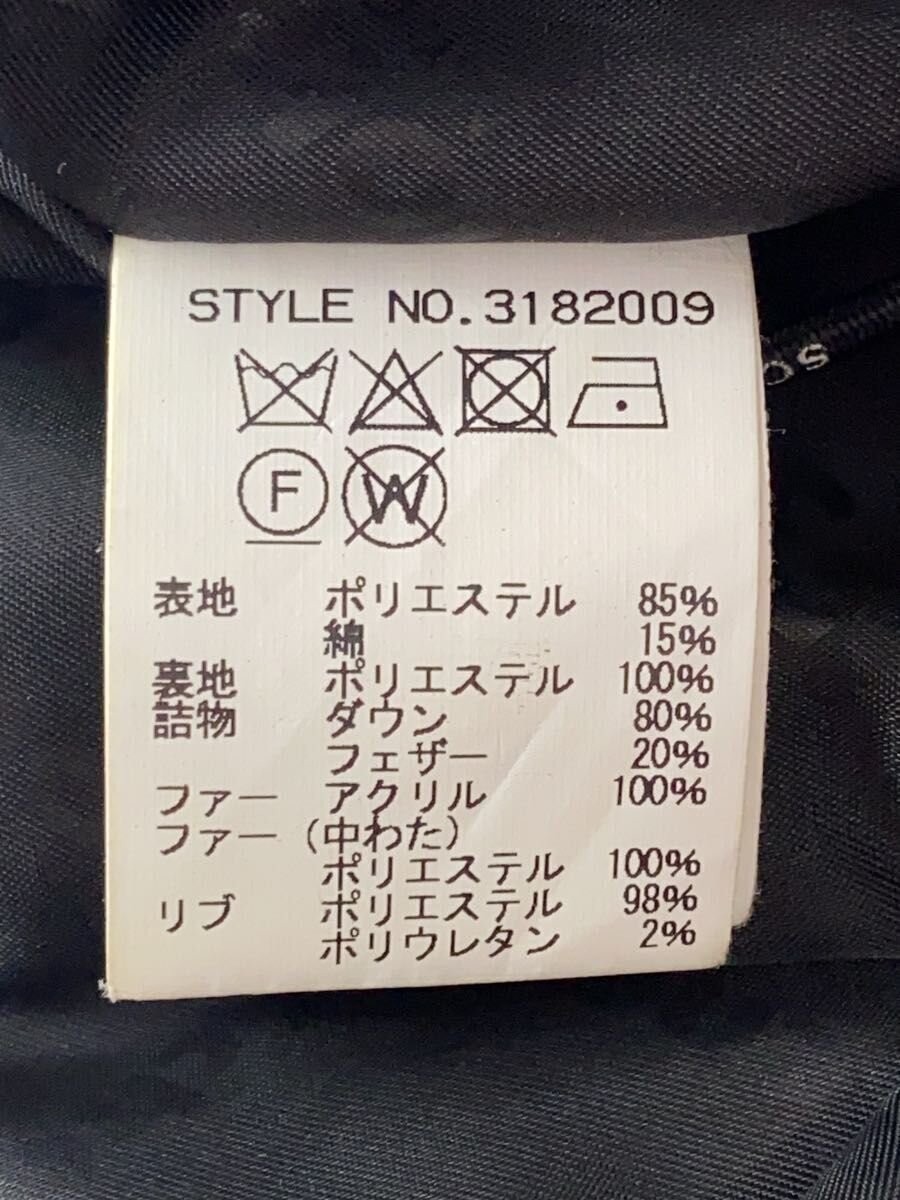 STYLE NO.3182009
F W
表地 ポリエステル 85%
綿 15%
裏地 ポリエステル 100%
詰物 ダウン 80%
フェザー 20%
ファー アクリル 100%
ファー (中わた)
ポリエステル 100%
リブ ポリエステル 98%
ポリウレタン 2%